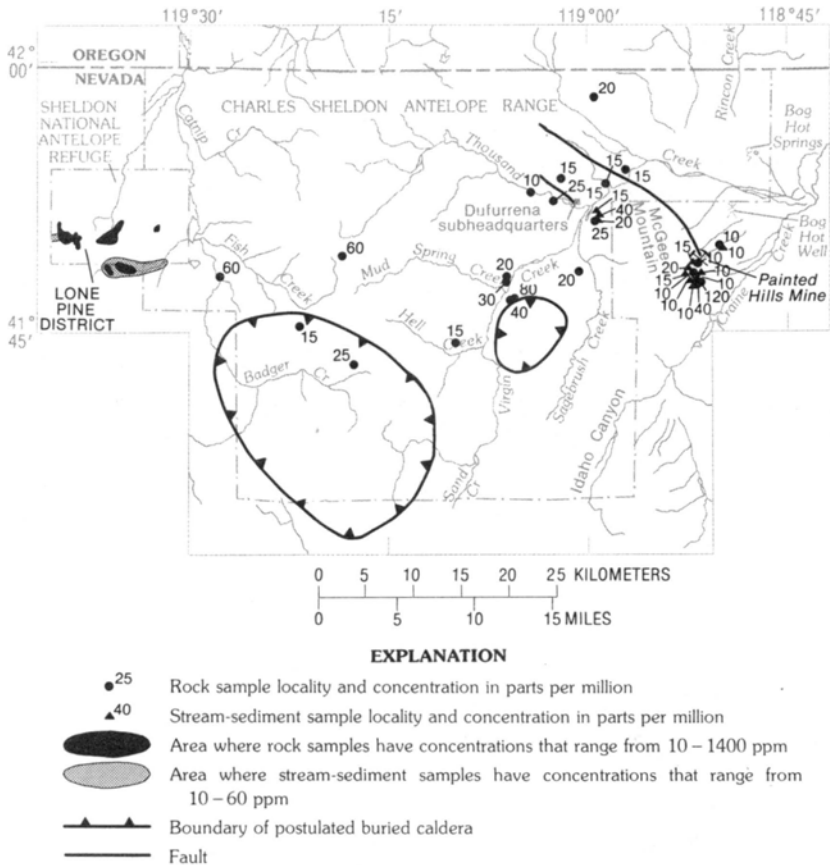 119°30'
15'
119°00'
118°45'
42°
00'
OREGON
NEVADA
SHELDON
NATIONAL
ANTELOPE
REFUGE
CHARLES SHELDON ANTELOPE RANGE
Catnip
Cr
Cr
20
Rincon Creek
Bog
Hot
Springs
Thousand
Creek
15
15
10
25
15
15
15
40
20
25
Dufurrena
subheadquarters
McGee
Mountain
Bog
Hot
Well
10
10
15
10
20
10
15
10
10
10
10
40
120
Painted
Hills Mine
Craine
Creek
LONE
PINE
DISTRICT
Fish
Creek
60
60
Mud
Spring
Creek
Creek
20
20
30
80
40
41°
45'
15
25
Hell
Creek
15
Badger
Cr
Virgin
Sagebrush Creek
Idaho Canyon
Sand
Cr
0 5 10 15 20 25 KILOMETERS
0 5 10 15 MILES
EXPLANATION
25 Rock sample locality and concentration in parts per million
40 Stream-sediment sample locality and concentration in parts per million
Area where rock samples have concentrations that range from 10–1400 ppm
Area where stream-sediment samples have concentrations that range from
10–60 ppm
Boundary of postulated buried caldera
Fault